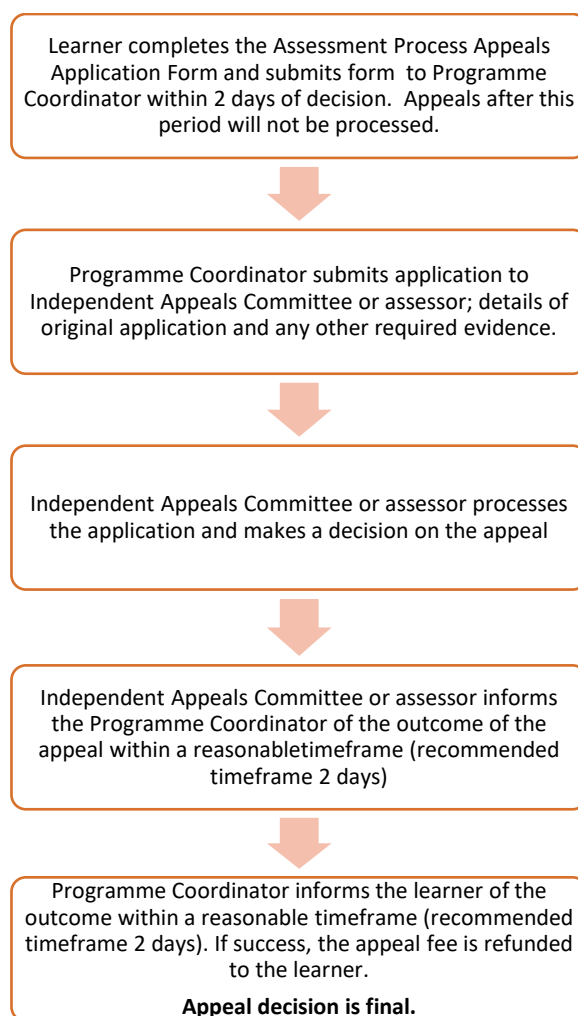 Learner completes the Assessment Process Appeals
Application Form and submits form  to Programme
Coordinator within 2 days of decision.  Appeals after this
period will not be processed.
Programme Coordinator submits application to
Independent Appeals Committee or assessor; details of
original application and any other required evidence.
Independent Appeals Committee or assessor processes
the application and makes a decision on the appeal
Independent Appeals Committee or assessor informs
the Programme Coordinator of the outcome of the
appeal within a reasonabletimeframe (recommended
timeframe 2 days)
Programme Coordinator informs the learner of the
outcome within a reasonable timeframe (recommended
timeframe 2 days). If success, the appeal fee is refunded
to the learner.
Appeal decision is final.